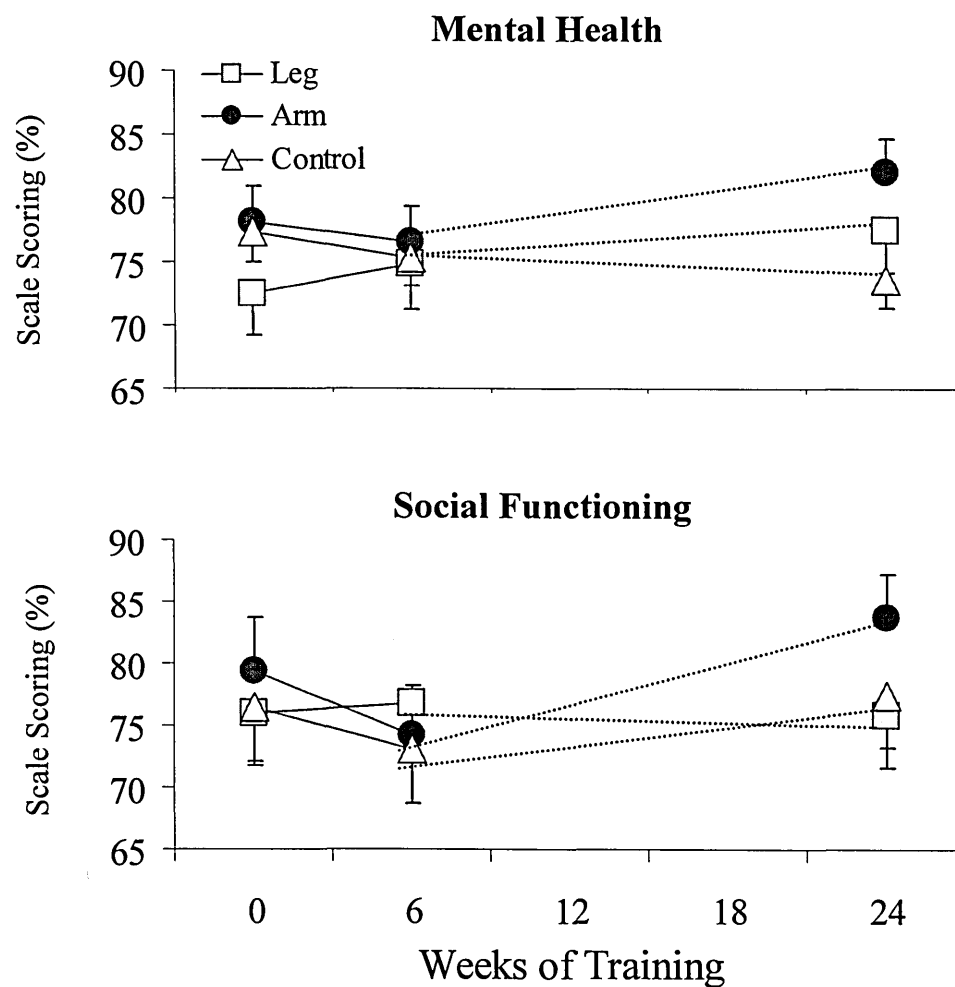 Mental Health
Scale Scoring (%)
90
85
80
75
70
65
Leg
Arm
Control
Social Functioning
Scale Scoring (%)
90
85
80
75
70
65
0 6 12 18 24
Weeks of Training